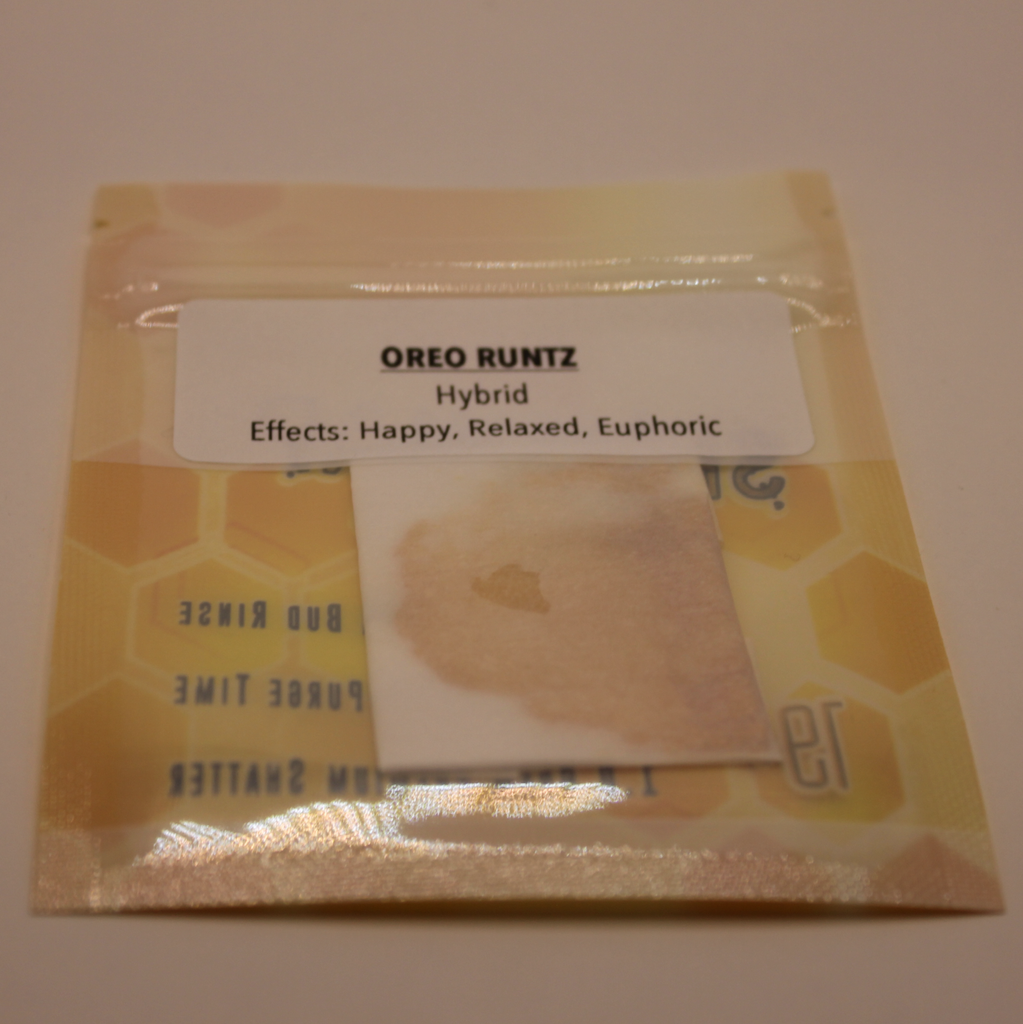 OREO RUNTZ
Hybrid
Effects: Happy, Relaxed, Euphoric
BUD RINSE
PURGE TIME
SHATTER